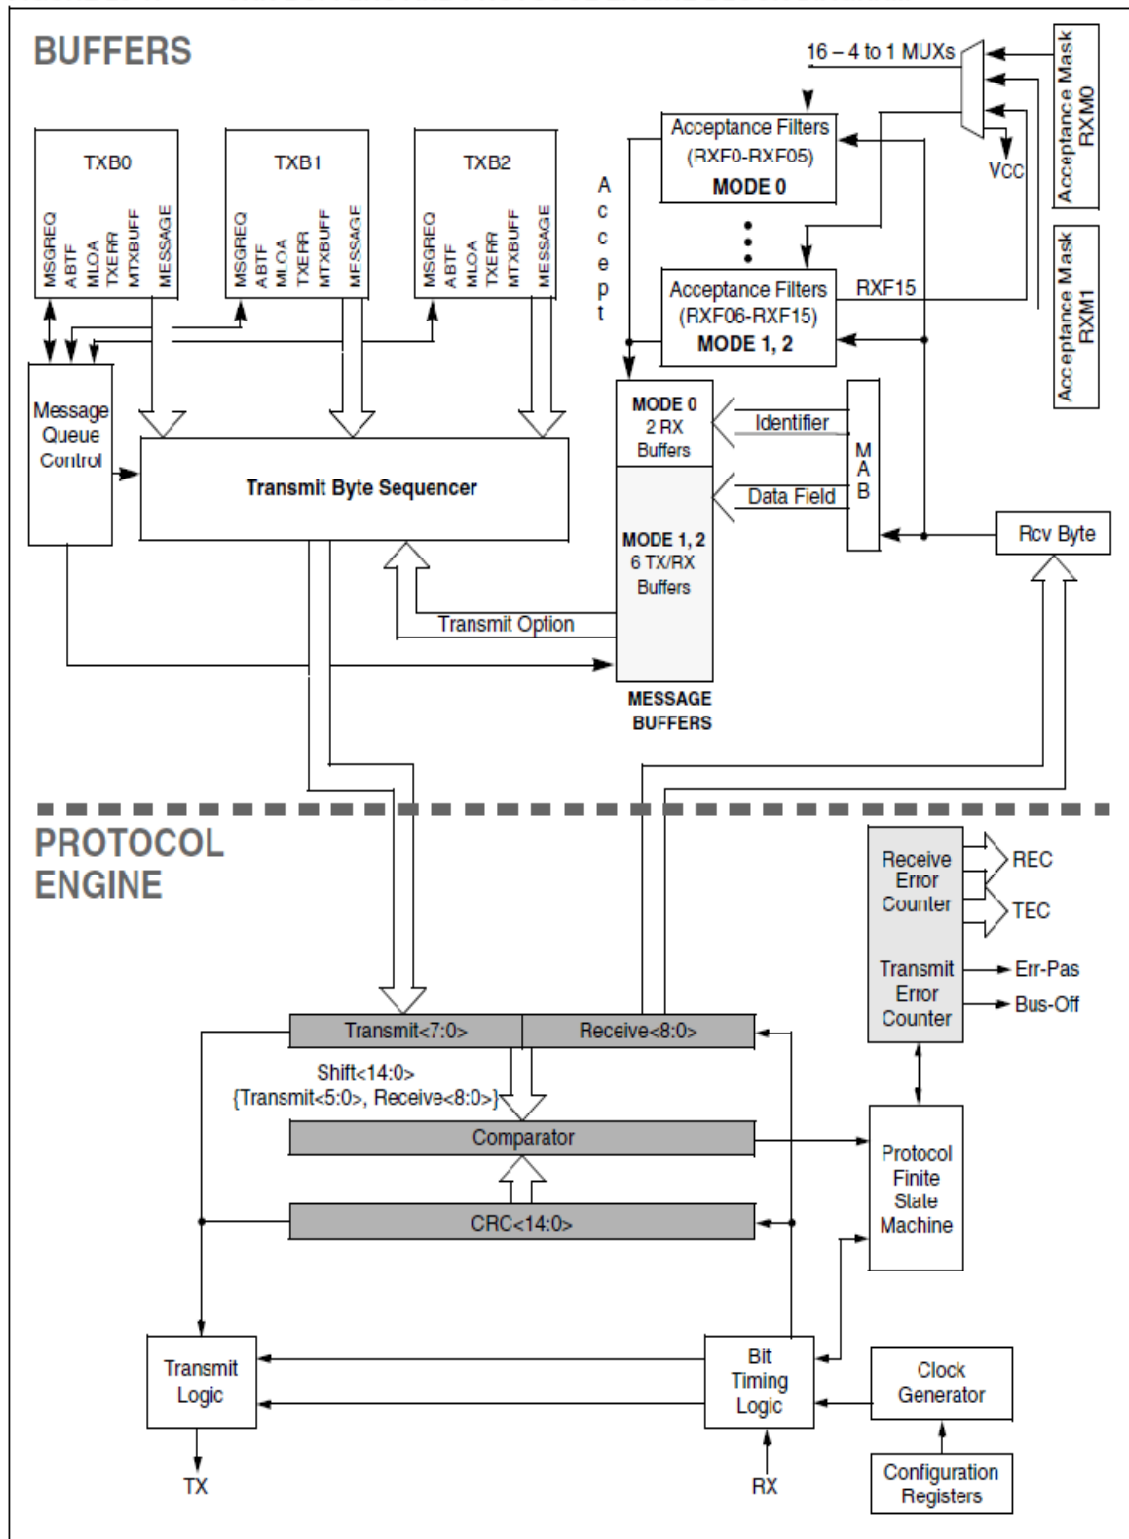 BUFFERS
16 – 4 to 1 MUXs
Acceptance Mask
RXM0
VCC
TXB0
MSGREQ
ABTF
MLOA
TXERR
MTXBUFF
MESSAGE
TXB1
MSGREQ
ABTF
MLOA
TXERR
MTXBUFF
MESSAGE
TXB2
MSGREQ
ABTF
MLOA
TXERR
MTXBUFF
MESSAGE
Accept
Acceptance Filters
(RXF0-RXF05)
MODE 0
Acceptance Filters
(RXF06-RXF15)
MODE 1, 2
RXF15
Acceptance Mask
RXM1
Message
Queue
Control
Transmit Byte Sequencer
MODE 0
2 RX
Buffers
MODE 1, 2
6 TX/RX
Buffers
Identifier
Data Field
MAB
Rcv Byte
Transmit Option
MESSAGE
BUFFERS
PROTOCOL
ENGINE
Receive
Error
Counter
REC
TEC
Transmit
Error
Counter
Err-Pas
Bus-Off
Transmit<7:0>
Receive<8:0>
Shift<14:0>
{Transmit<5:0>, Receive<8:0>}
Comparator
CRC<14:0>
Protocol
Finite
State
Machine
Transmit
Logic
Bit
Timing
Logic
Clock
Generator
Configuration
Registers
TX
RX